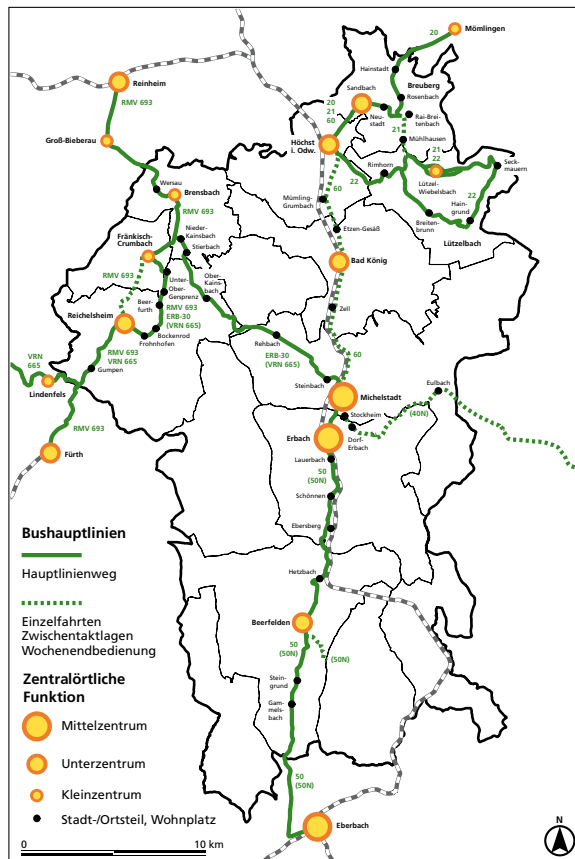 Mömlingen
20
Hainstadt
Breuberg
Reinheim
Sandbach
Rosenbach
RMV 693
20
21
60
Neu-
stadt
Rai-Brei-
tenbach
21
Mühlhausen
Groß-Bieberau
Höchst
i. Odw.
21
22
Seck-
mauern
Rimhorn
22
Lützel-
Wiebelsbach
22
Wersau
Brensbach
60
Mümling-
Grumbach
Hain-
grund
Breiten-
brunn
RMV 693
Etzen-Gesäß
Lützelbach
Fränkisch-
Crumbach
Nieder-
Kainsbach
Stierbach
Bad König
RMV 693
Unter-
Ober-
Gersprenz
Ober-
Kains-
bach
Beer-
furth
RMV 693
ERB-30
(VRN 665)
Zell
Reichelsheim
Bockenrod
Frohnhofen
Rehbach
RMV 693
VRN 665
ERB-30
(VRN 665)
60
VRN
665
Gumpen
Steinbach
Eulbach
Lindenfels
Michelstadt
Stockheim
(40N)
RMV 693
Erbach
Dorf-
Erbach
Fürth
Lauerbach
50
(50N)
Schönnen
Ebersberg
Hetzbach
Beerfelden
50
(50N)
(50N)
Stein-
grund
Gam-
mels-
bach
50
(50N)
Eberbach
Bushauptlinien
Hauptlinienweg
Einzelfahrten
Zwischentaktlagen
Wochenendbedienung
Zentralörtliche
Funktion
Mittelzentrum
Unterzentrum
Kleinzentrum
Stadt-/Ortsteil, Wohnplatz
0 10 km
N